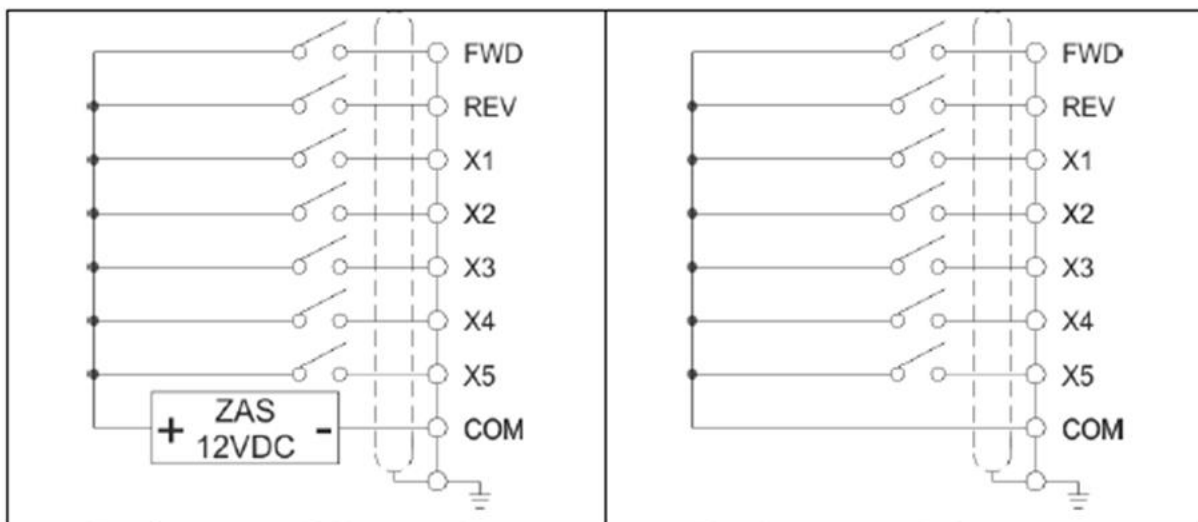 FWD
REV
X1
X2
X3
X4
X5
+ ZAS -
12VDC
COM
FWD
REV
X1
X2
X3
X4
X5
COM